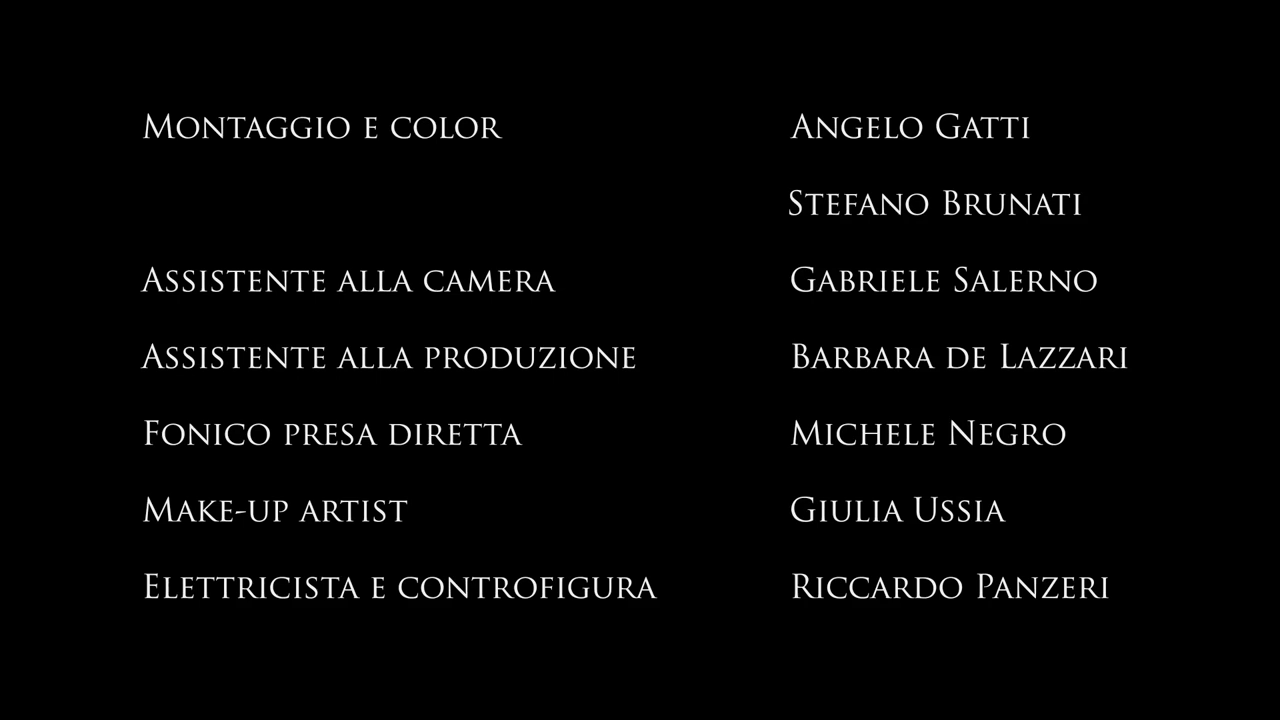 Montaggio e color Angelo Gatti
Stefano Brunati
Assistente alla camera Gabriele Salerno
Assistente alla produzione Barbara de Lazzari
Fonico presa diretta Michele Negro
Make-up artist Giulia Ussia
Elettricista e controfigura Riccardo Panzeri